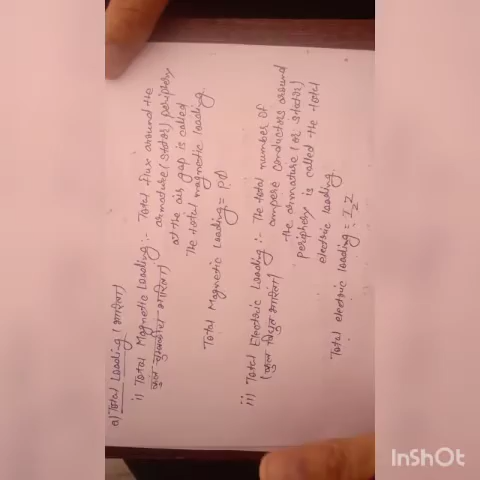 a) Total Loading (भारिता)
i) Total Magnetic Loading :- Total flux around the
(कुल चुम्बकीय भारिता) armature (stator) periphery
at the air gap is called
the total magnetic loading
Total Magnetic Loading = PΦ
ii) Total Electric Loading :- The total number of
(कुल विधुत भारिता) ampere conductors around
the armature (or stator)
periphery is called the total
electric loading
Total electric loading = IzZ
InShOt